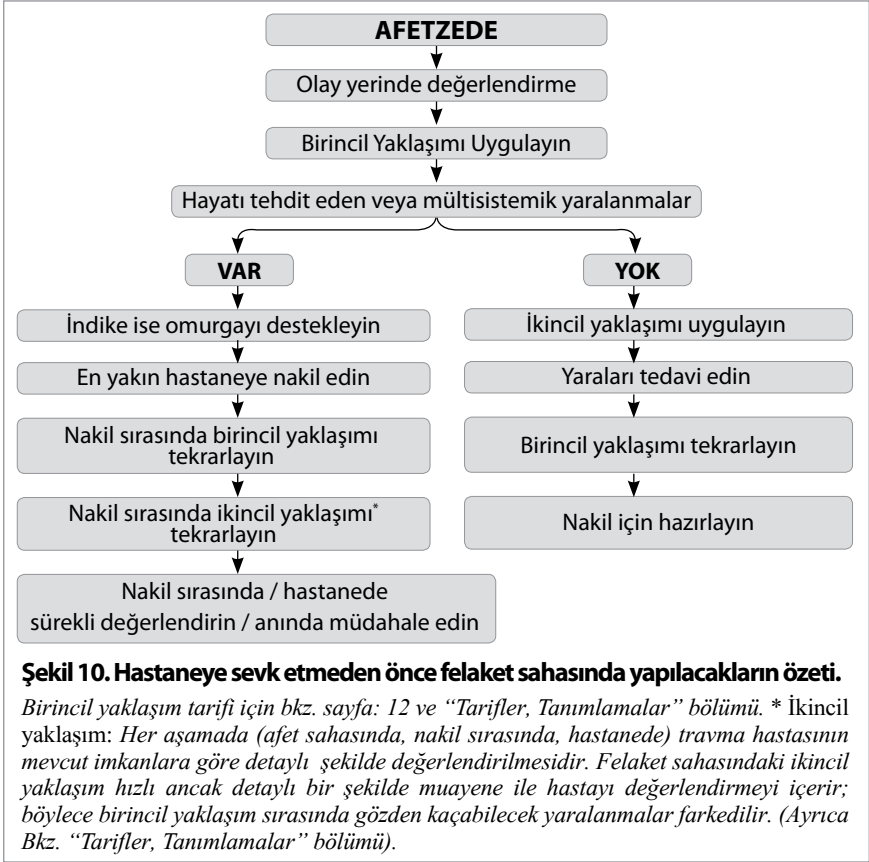 AFETZEDE
Olay yerinde değerlendirme
Birincil Yaklaşımı Uygulayın
Hayatı tehdit eden veya mültisistemik yaralanmalar
VAR
İndike ise omurgayı destekleyin
En yakın hastaneye nakil edin
Nakil sırasında birincil yaklaşımı
tekrarlayın
Nakil sırasında ikincil yaklaşımı*
tekrarlayın
Nakil sırasında / hastanede
sürekli değerlendirin / anında müdahale edin
YOK
İkincil yaklaşımı uygulayın
Yaraları tedavi edin
Birincil yaklaşımı tekrarlayın
Nakil için hazırlayın
Şekil 10. Hastaneye sevk etmeden önce felaket sahasında yapılacakların özeti.
Birincil yaklaşım tarifi için bkz. sayfa: 12 ve “Tarifler, Tanımlamalar” bölümü. * İkincil
yaklaşım: Her aşamada (afet sahasında, nakil sırasında, hastanede) travma hastasının
mevcut imkanlara göre detaylı şekilde değerlendirilmesidir. Felaket sahasındaki ikincil
yaklaşım hızlı ancak detaylı bir şekilde muayene ile hastayı değerlendirmeyi içerir;
böylece birincil yaklaşım sırasında gözden kaçabilecek yaralanmalar farkedilir. (Ayrıca
Bkz. “Tarifler, Tanımlamalar” bölümü).